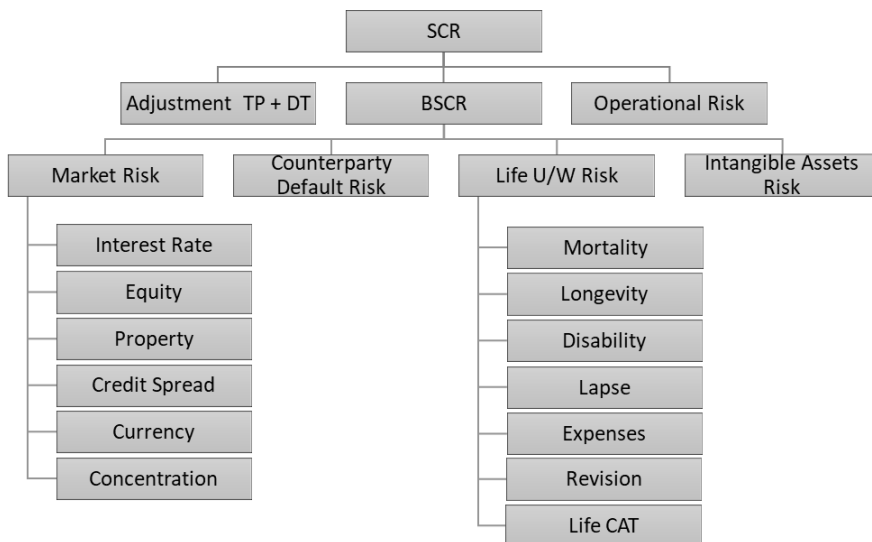 SCR
Adjustment TP + DT
BSCR
Operational Risk
Market Risk
Counterparty
Default Risk
Life U/W Risk
Intangible Assets
Risk
Interest Rate
Equity
Property
Credit Spread
Currency
Concentration
Mortality
Longevity
Disability
Lapse
Expenses
Revision
Life CAT